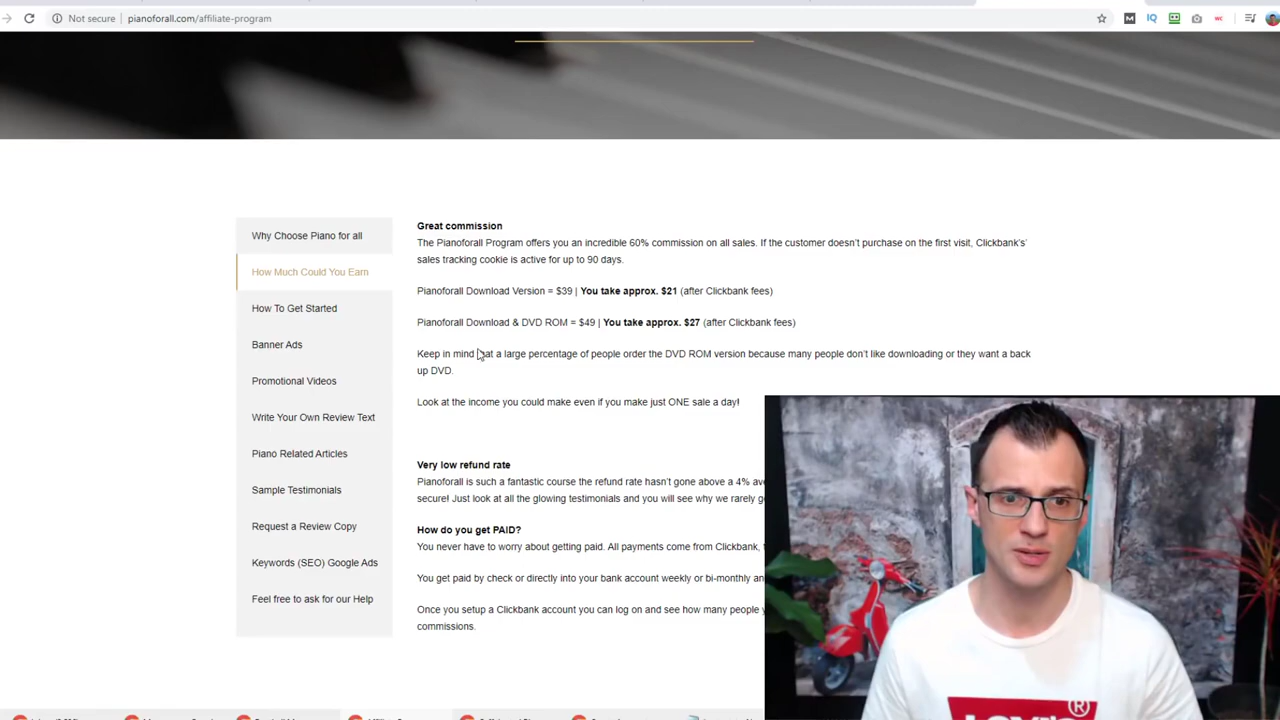 Not secure
pianoforall.com/affiliate-program
Why Choose Piano for all
How Much Could You Earn
How To Get Started
Banner Ads
Promotional Videos
Write Your Own Review Text
Piano Related Articles
Sample Testimonials
Request a Review Copy
Keywords (SEO) Google Ads
Feel free to ask for our Help
Great commission
The Pianoforall Program offers you an incredible 60% commission on all sales. If the customer doesn't purchase on the first visit, Clickbank's'
sales tracking cookie is active for up to 90 days.
Pianoforall Download Version = $39 | You take approx. $21 (after Clickbank fees)
Pianoforall Download & DVD ROM = $49 | You take approx. $27 (after Clickbank fees)
Keep in mind that a large percentage of people order the DVD ROM version because many people don't like downloading or they want a back
up DVD.
Look at the income you could make even if you make just ONE sale a day!
Very low refund rate
Pianoforall is such a fantastic course the refund rate hasn't gone above a 4%
secure! Just look at all the glowing testimonials and you will see why we rarely
How do you get PAID?
You never have to worry about getting paid. All payments come from Clickbank,
You get paid by check or directly into your bank account weekly or bi-monthly and
Once you setup a Clickbank account you can log on and see how many people
commissions.